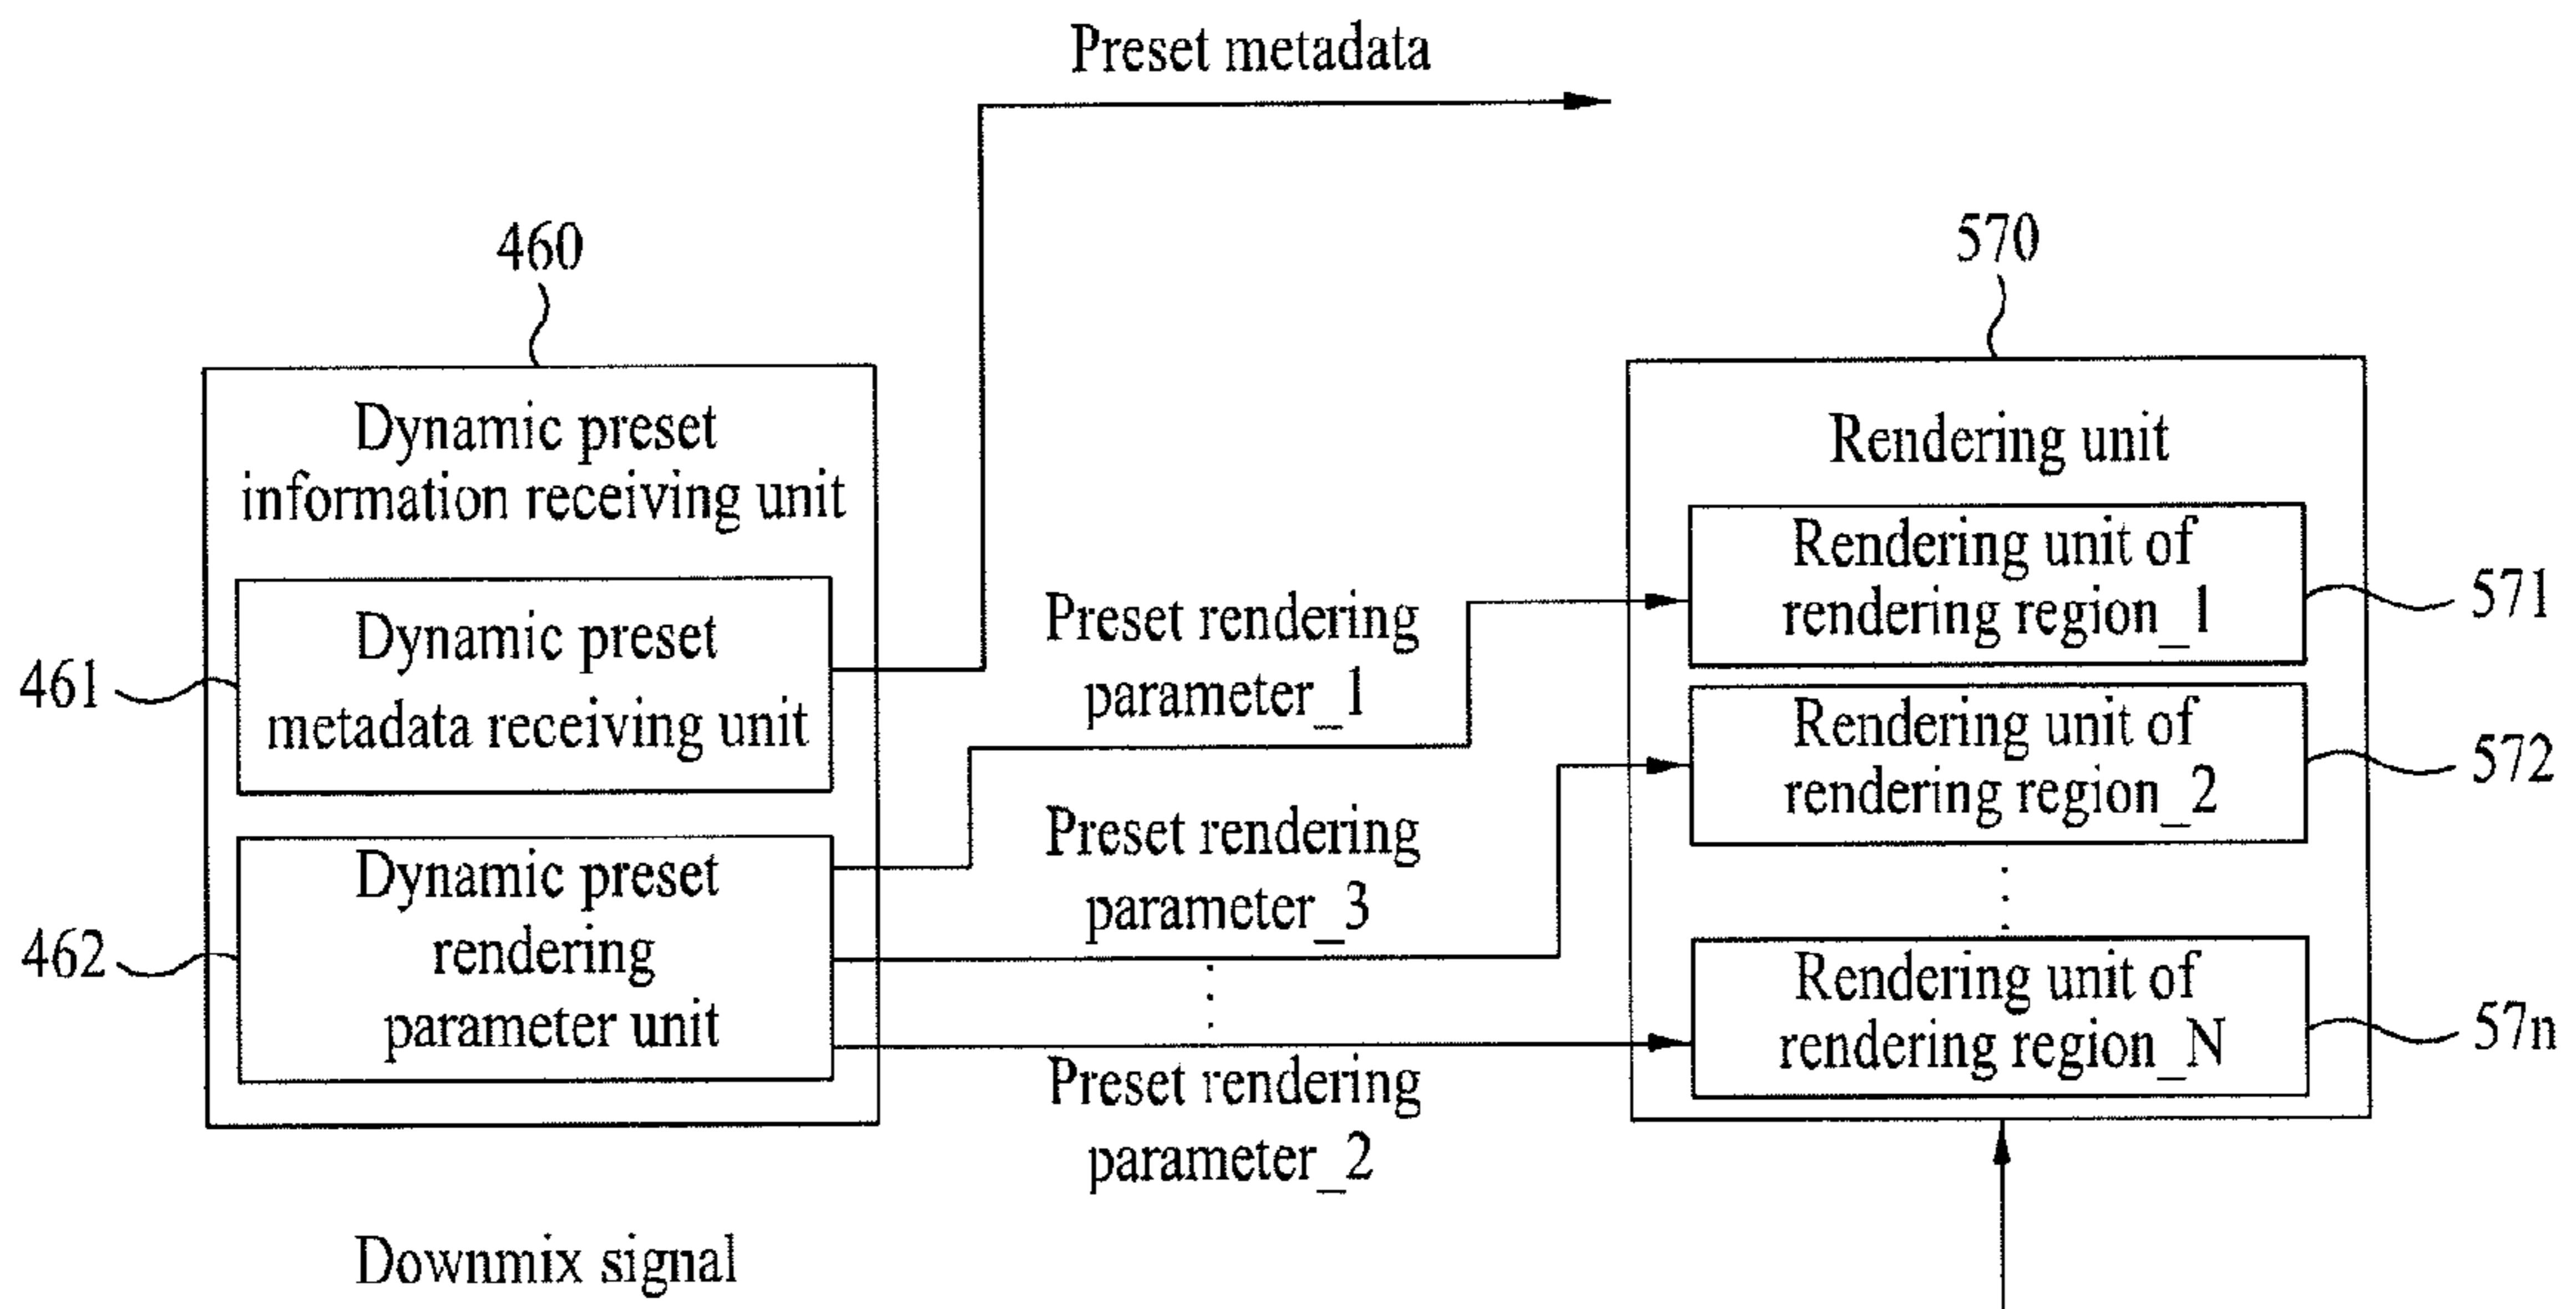 Preset metadata
460
570
Dynamic preset
information receiving unit
Rendering unit
461
Dynamic preset
metadata receiving unit
Preset rendering
parameter_1
Rendering unit of
rendering region_1
571
Rendering unit of
rendering region_2
572
462
Dynamic preset
rendering
parameter unit
Preset rendering
parameter_3
Rendering unit of
rendering region_N
57n
Preset rendering
parameter_2
Downmix signal